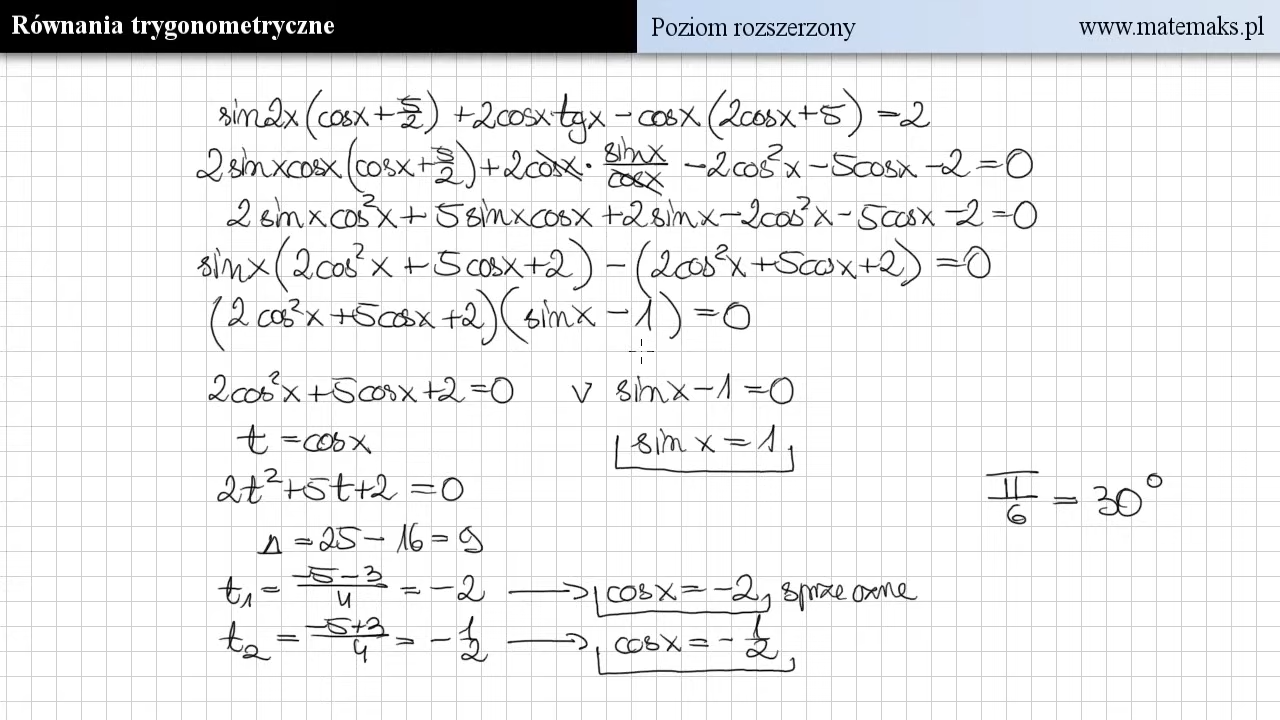 Równania trygonometryczne
Poziom rozszerzony
www.matemaks.pl
sin2x(cosx+5/2)+2cosxtgx-cosx(2cosx+5)=2
2sinxcosx(cosx+5/2)+2cosx·sinx/cosx-2cos²x-5cosx-2=0
2sinxcos²x+5sinxcosx+2sinx-2cos²x-5cosx-2=0
sinx(2cos²x+5cosx+2)-(2cos²x+5cosx+2)=0
(2cos²x+5cosx+2)(sinx-1)=0
2cos²x+5cosx+2=0 ∨ sinx-1=0
t=cosx sinx=1
2t²+5t+2=0
π/6=30°
Δ=25-16=9
t₁=(-5-3)/4=-2 → cosx=-2, sprzeczne
t₂=(-5+3)/4=-1/2 → cosx=-1/2